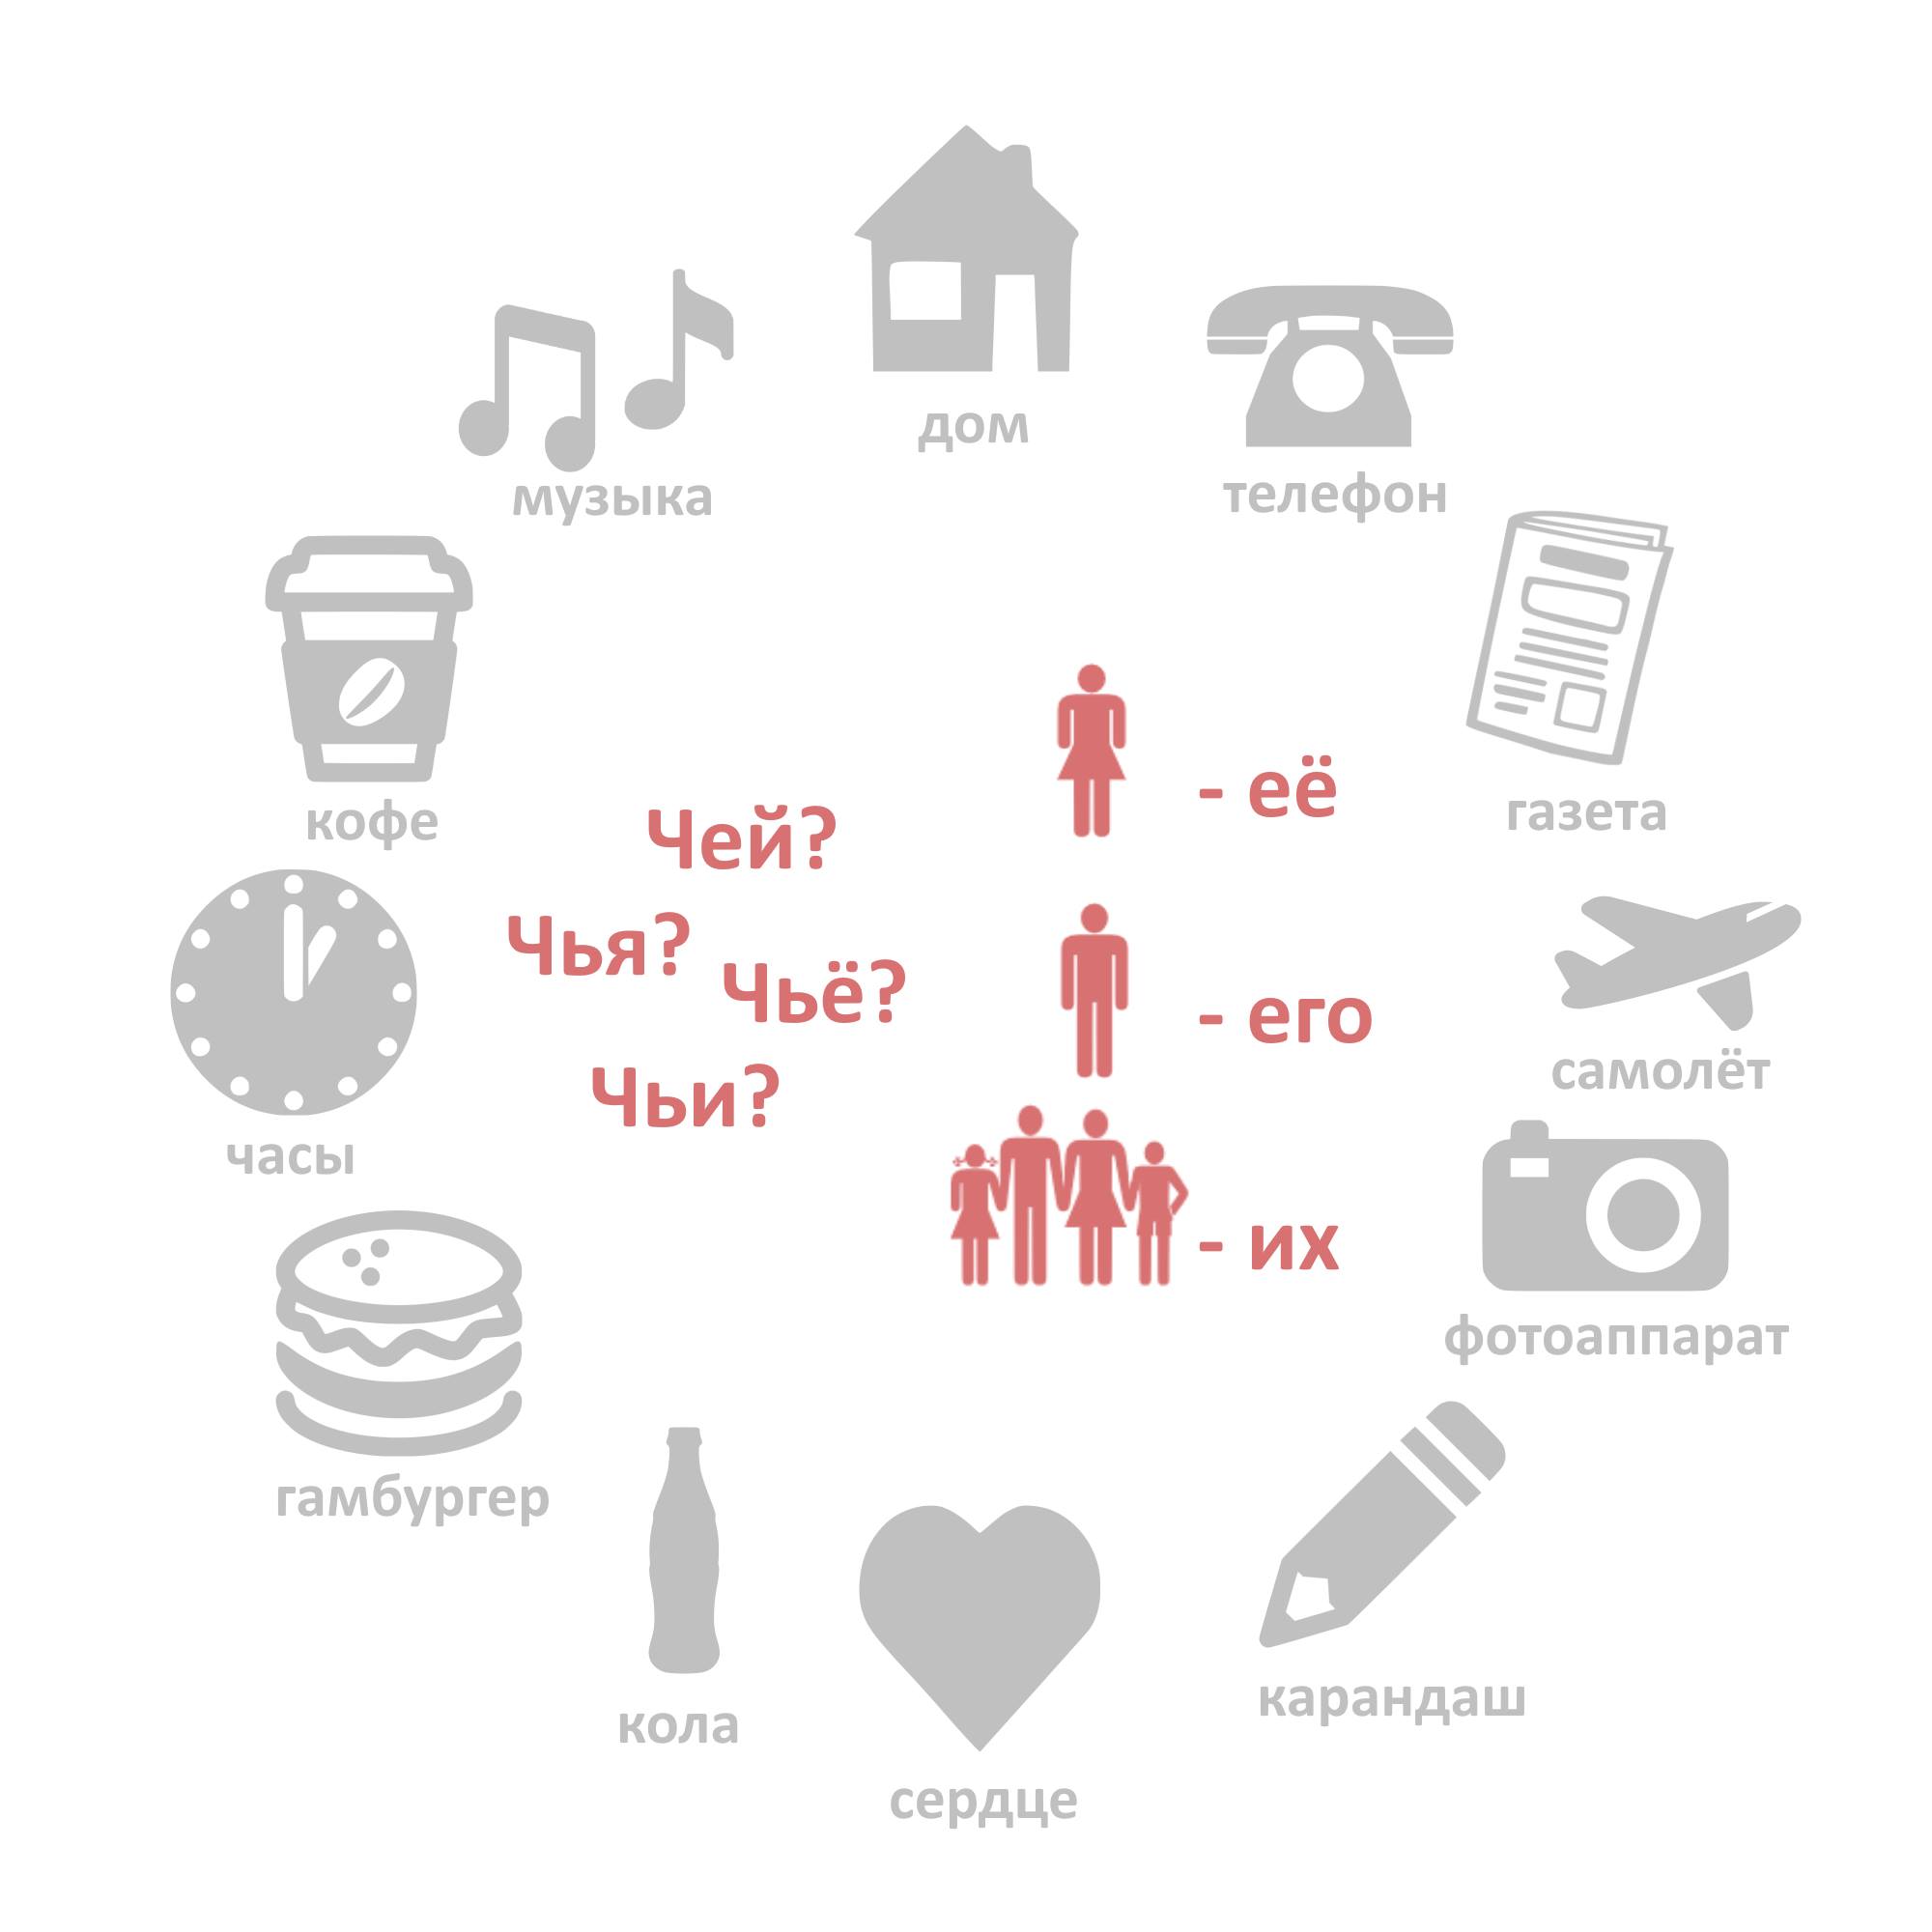 дом
музыка
телефон
кофе
газета
Чей?
- её
Чья?
Чьё?
- его
Чьи?
самолёт
часы
- их
фотоаппарат
гамбургер
кола
карандаш
сердце